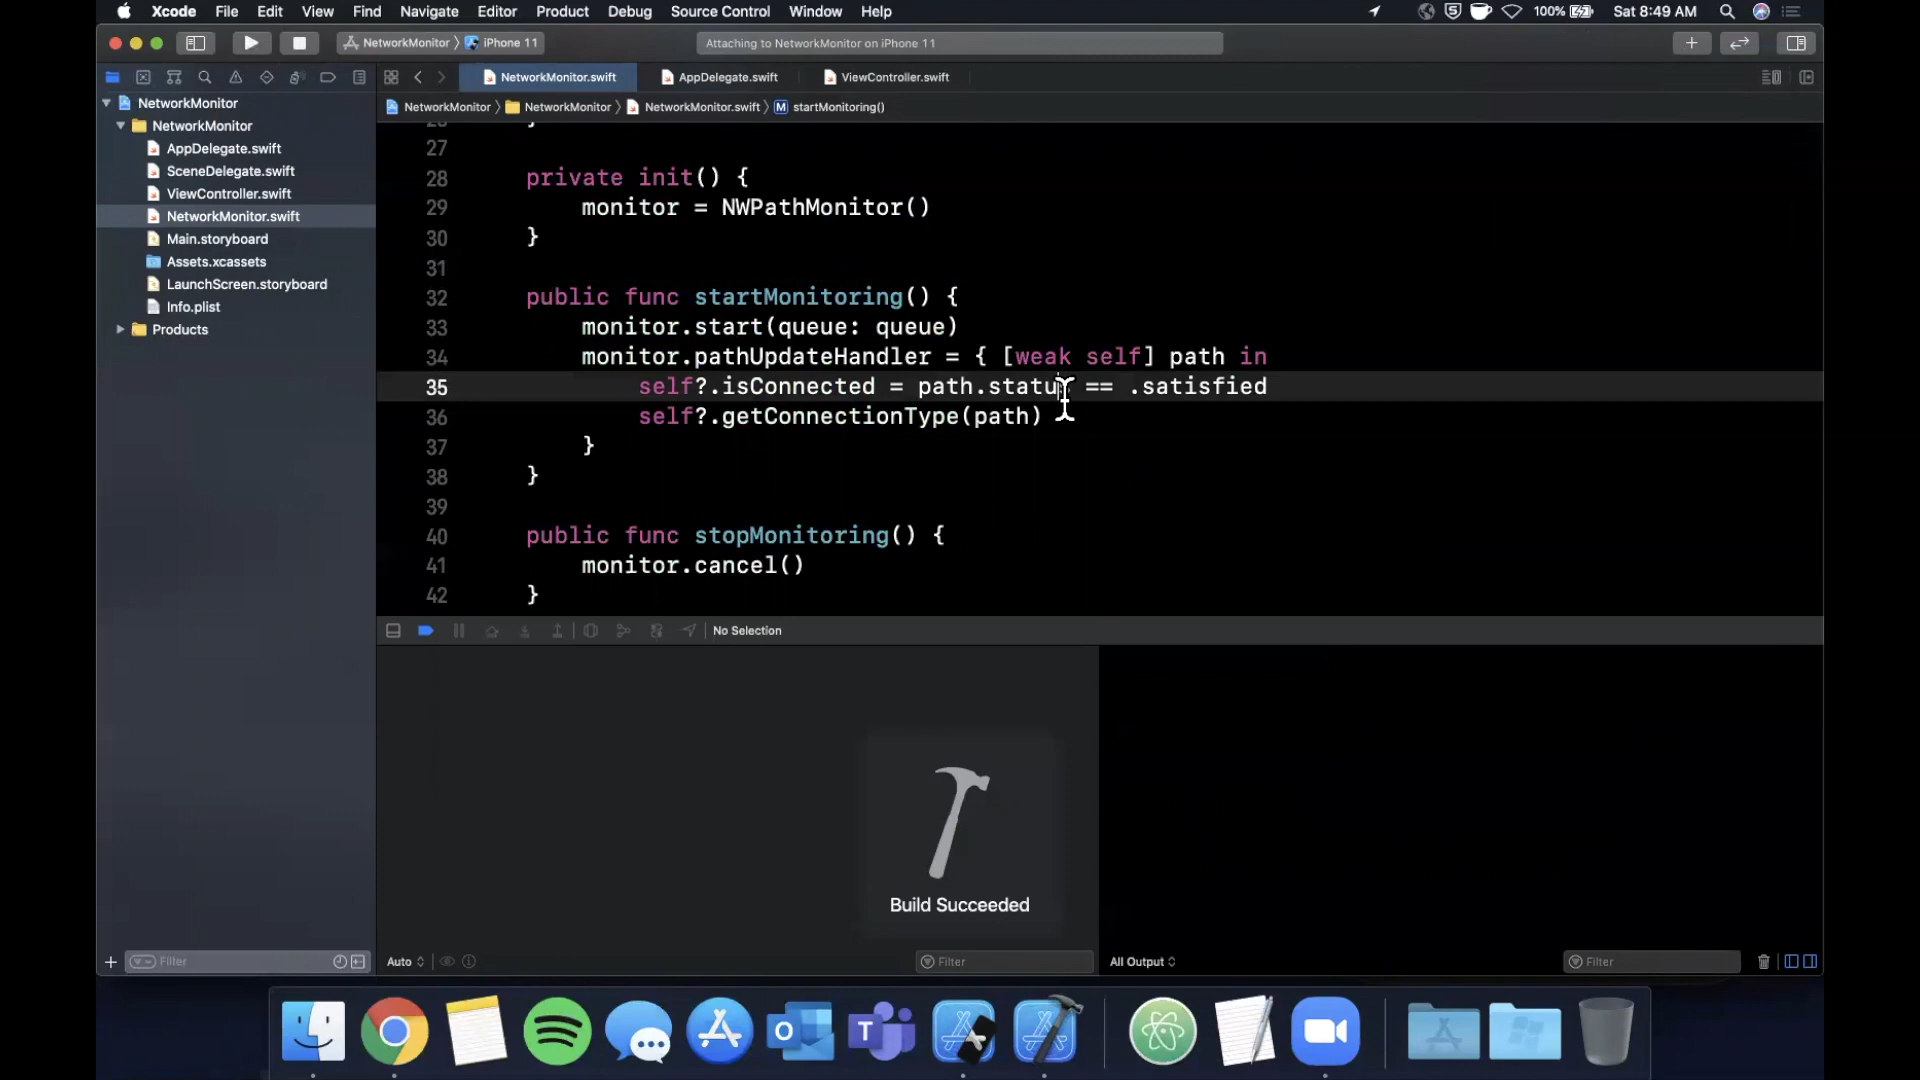 Xcode File Edit View Find Navigate Editor Product Debug Source Control Window Help 100% Sat 8:49 AM
NetworkMonitor iPhone 11 Attaching to NetworkMonitor on iPhone 11
NetworkMonitor.swift AppDelegate.swift ViewController.swift
NetworkMonitor NetworkMonitor NetworkMonitor.swift M startMonitoring()
NetworkMonitor
NetworkMonitor
AppDelegate.swift
SceneDelegate.swift
ViewController.swift
NetworkMonitor.swift
Main.storyboard
Assets.xcassets
LaunchScreen.storyboard
Info.plist
Products
27
28 private init() {
29 monitor = NWPathMonitor()
30 }
31
32 public func startMonitoring() {
33 monitor.start(queue: queue)
34 monitor.pathUpdateHandler = { [weak self] path in
35 self?.isConnected = path.status == .satisfied
36 self?.getConnectionType(path)
37 }
38 }
39
40 public func stopMonitoring() {
41 monitor.cancel()
42 }
No Selection
Build Succeeded
Filter Auto Filter All Output Filter